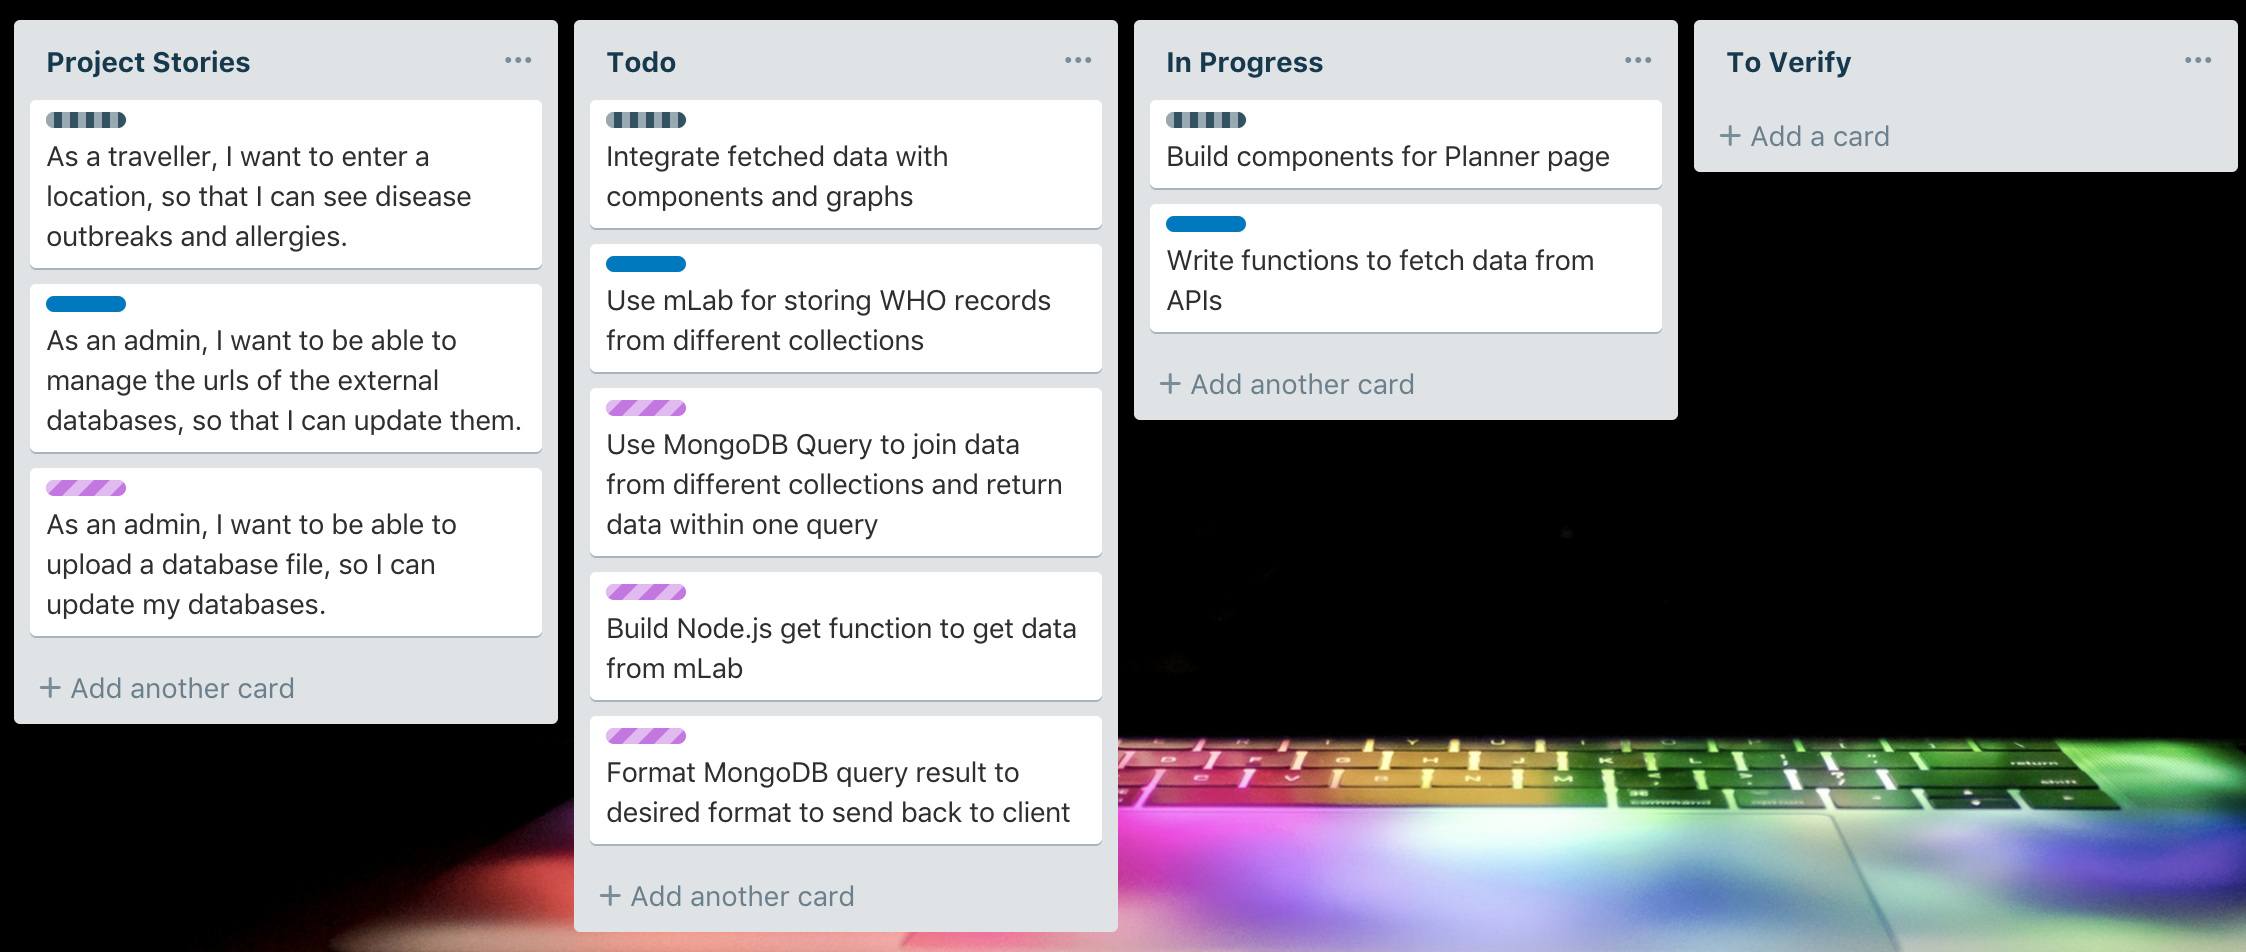 Project Stories
As a traveller, I want to enter a
location, so that I can see disease
outbreaks and allergies.
As an admin, I want to be able to
manage the urls of the external
databases, so that I can update them.
As an admin, I want to be able to
upload a database file, so I can
update my databases.
+ Add another card
Todo
Integrate fetched data with
components and graphs
Use mLab for storing WHO records
from different collections
Use MongoDB Query to join data
from different collections and return
data within one query
Build Node.js get function to get data
from mLab
Format MongoDB query result to
desired format to send back to client
+ Add another card
In Progress
Build components for Planner page
Write functions to fetch data from
APIs
+ Add another card
To Verify
+ Add a card
D F G H J K L
return
C V B N M
shift
command option